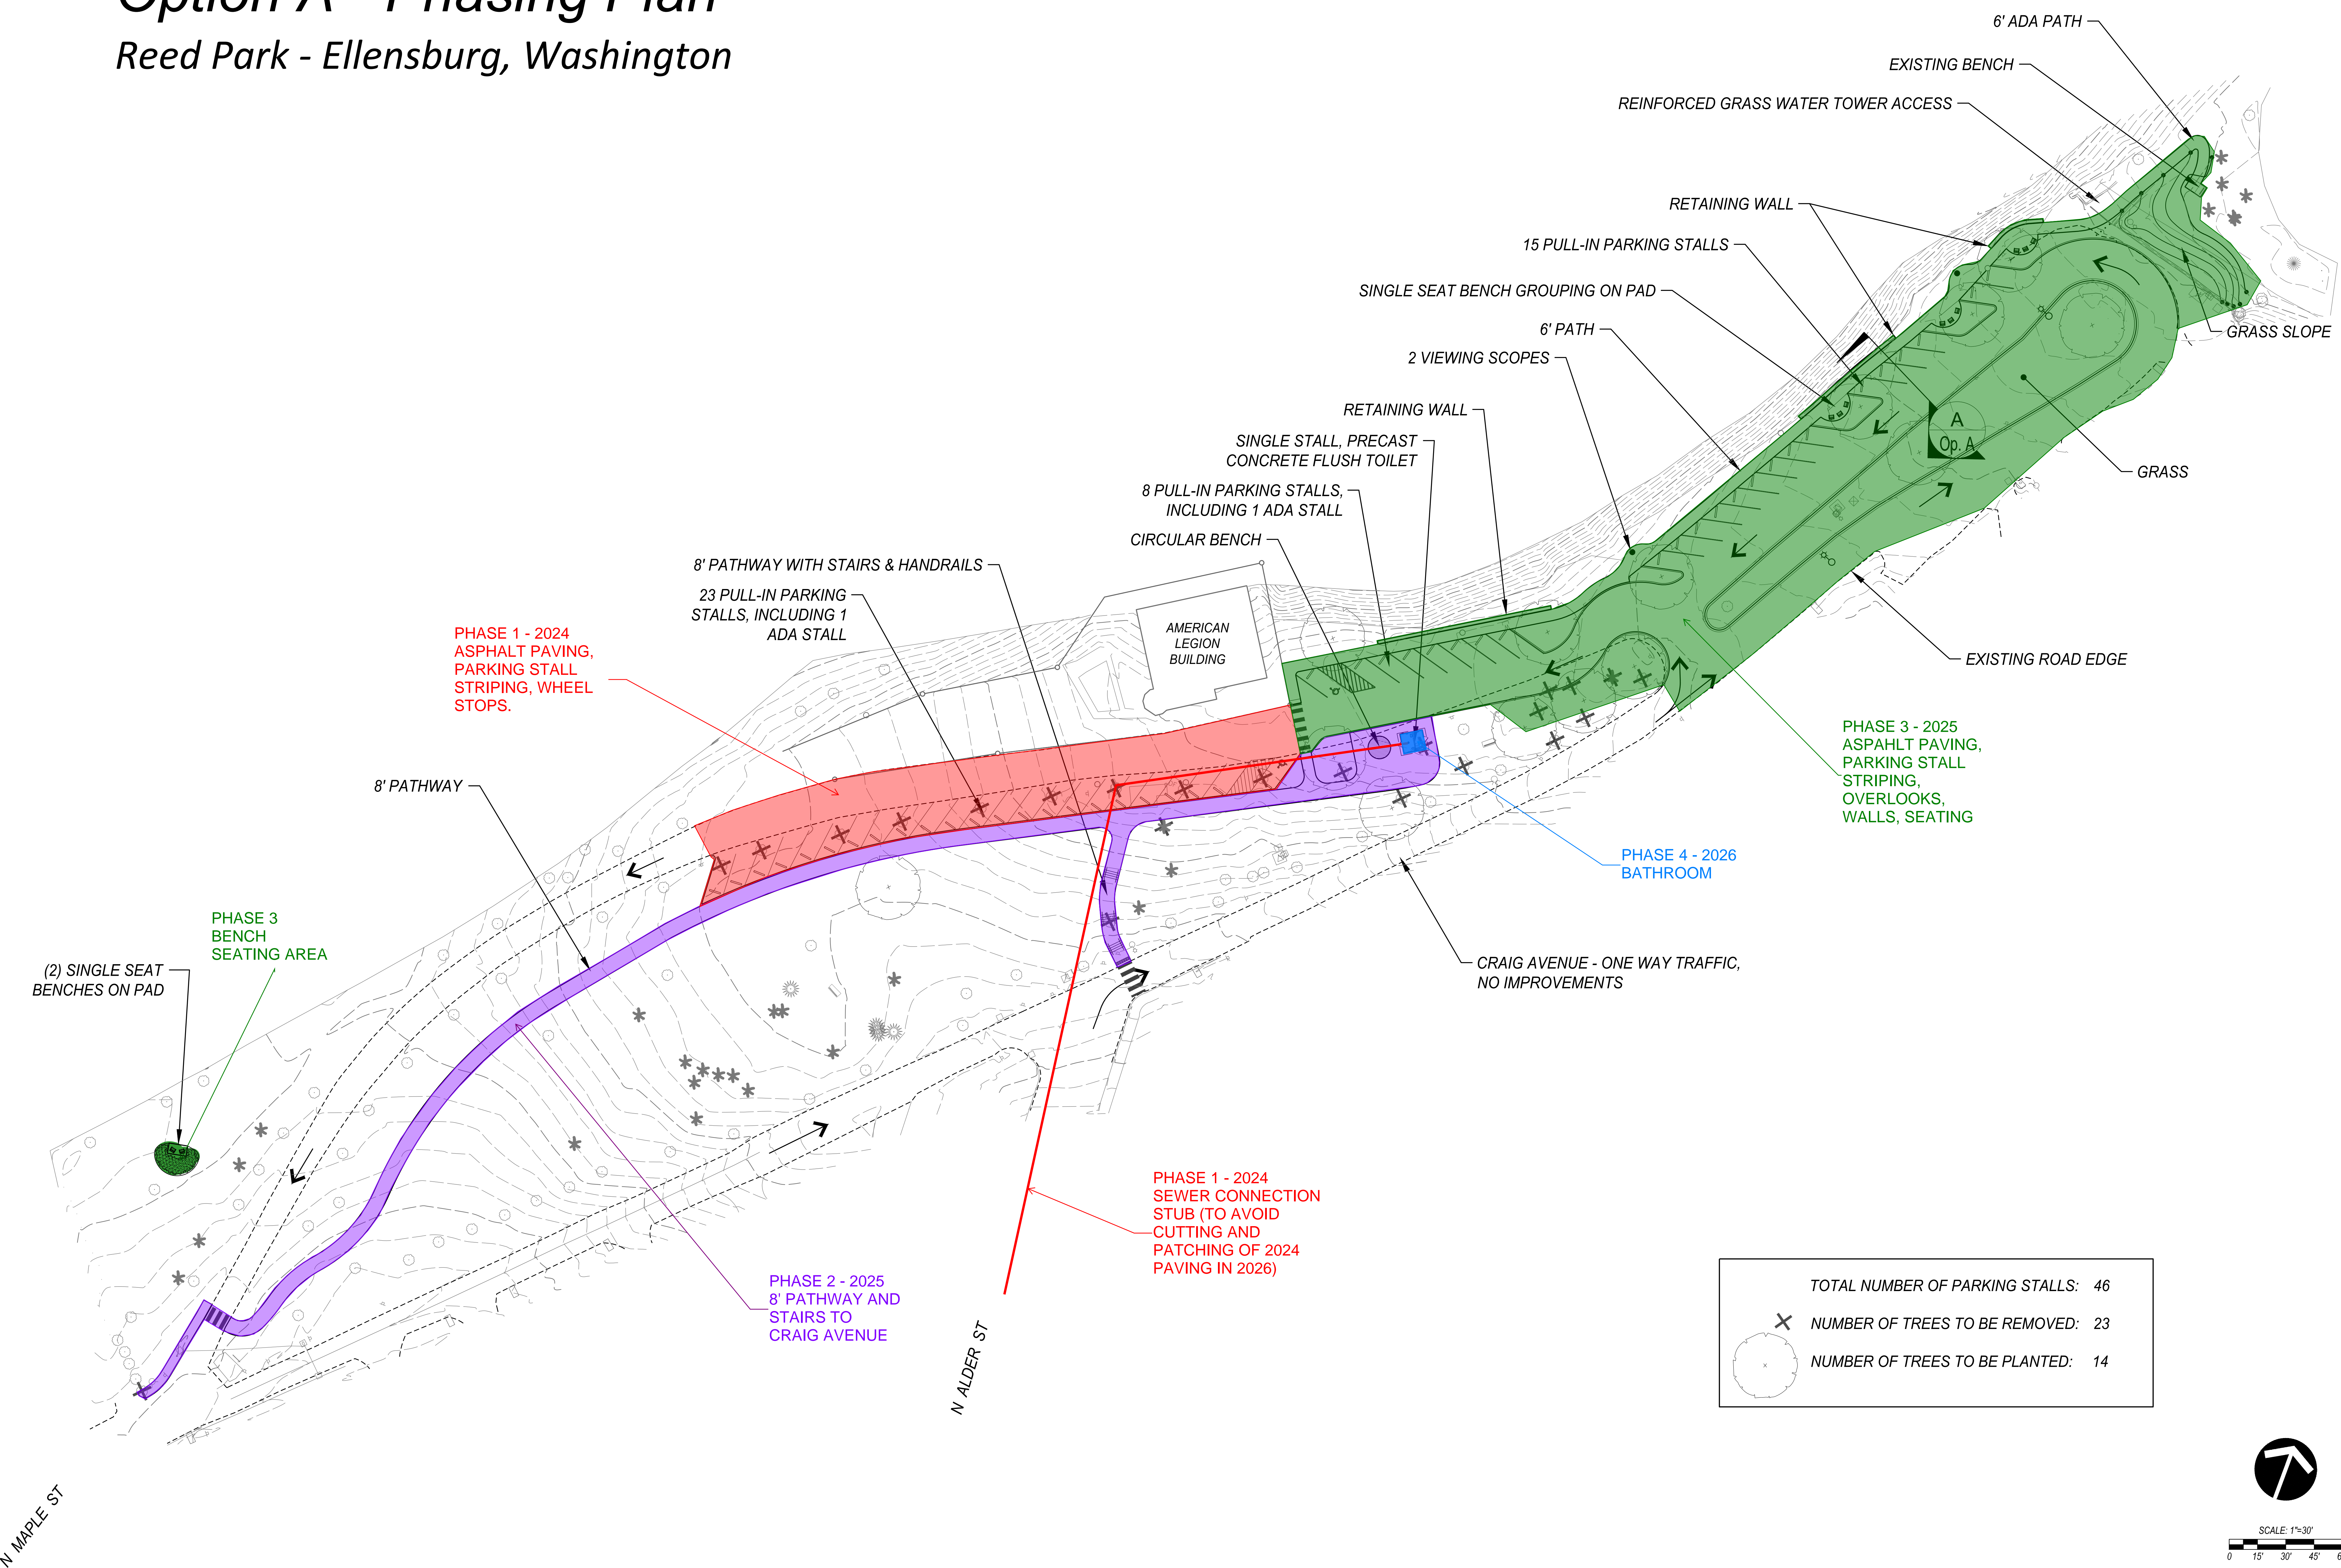 Option A - Phasing Plan
Reed Park - Ellensburg, Washington
6' ADA PATH
EXISTING BENCH
REINFORCED GRASS WATER TOWER ACCESS
RETAINING WALL
15 PULL-IN PARKING STALLS
SINGLE SEAT BENCH GROUPING ON PAD
6' PATH
2 VIEWING SCOPES
RETAINING WALL
SINGLE STALL, PRECAST
CONCRETE FLUSH TOILET
8 PULL-IN PARKING STALLS,
INCLUDING 1 ADA STALL
CIRCULAR BENCH
8' PATHWAY WITH STAIRS & HANDRAILS
23 PULL-IN PARKING
STALLS, INCLUDING 1
ADA STALL
GRASS SLOPE
A
Op. A
GRASS
EXISTING ROAD EDGE
AMERICAN
LEGION
BUILDING
PHASE 1 - 2024
ASPHALT PAVING,
PARKING STALL
STRIPING, WHEEL
STOPS.
PHASE 3 - 2025
ASPAHLT PAVING,
PARKING STALL
STRIPING,
OVERLOOKS,
WALLS, SEATING
8' PATHWAY
PHASE 4 - 2026
BATHROOM
PHASE 3
BENCH
SEATING AREA
(2) SINGLE SEAT
BENCHES ON PAD
CRAIG AVENUE - ONE WAY TRAFFIC,
NO IMPROVEMENTS
PHASE 1 - 2024
SEWER CONNECTION
STUB (TO AVOID
CUTTING AND
PATCHING OF 2024
PAVING IN 2026)
PHASE 2 - 2025
8' PATHWAY AND
STAIRS TO
CRAIG AVENUE
N ALDER ST
N MAPLE ST
TOTAL NUMBER OF PARKING STALLS: 46
NUMBER OF TREES TO BE REMOVED: 23
NUMBER OF TREES TO BE PLANTED: 14
SCALE: 1"=30'
0 15' 30' 45'